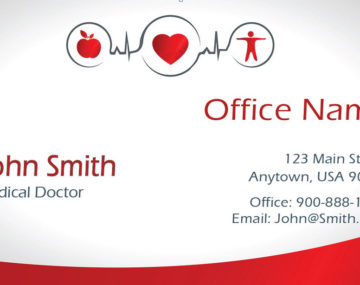 Office Nam
ohn Smith
dical Doctor
123 Main St
Anytown, USA 90
Office: 900-888-1
Email: John@Smith.